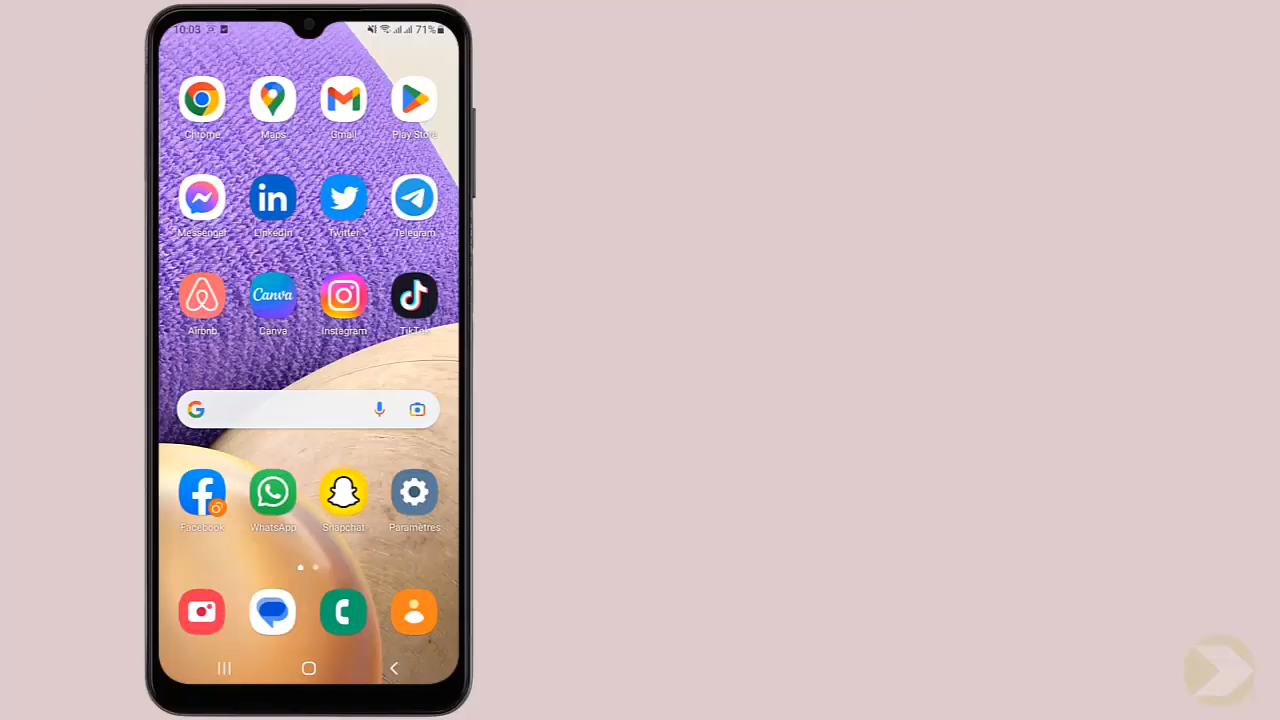 10:03 71%
Chrome Maps Gmail Play Store
in
Messenger LinkedIn Twitter Telegram
Canva
Airbnb Canva Instagram TikTok
Facebook WhatsApp Snapchat Paramètres